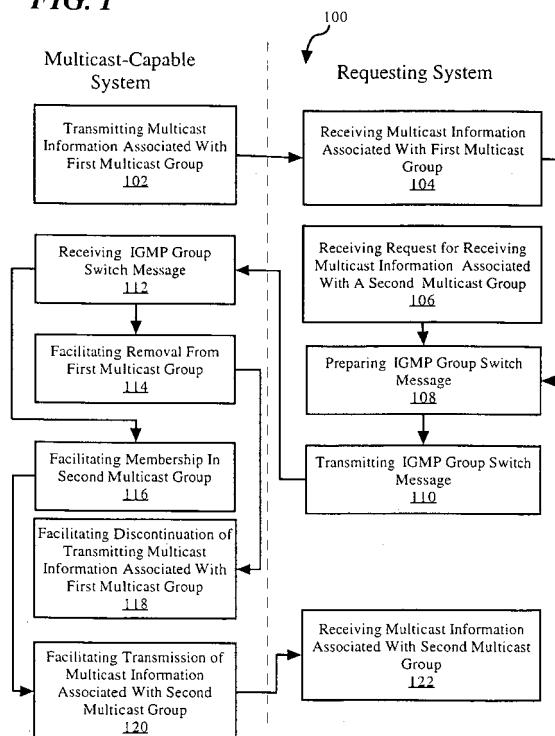 FIG. 1
100
Multicast-Capable
System
Requesting System
Transmitting Multicast
Information Associated With
First Multicast Group
102
Receiving Multicast Information
Associated With First Multicast
Group
104
Receiving Request for Receiving
Multicast Information Associated
With A Second Multicast Group
106
Receiving IGMP Group
Switch Message
112
Facilitating Removal From
First Multicast Group
114
Preparing IGMP Group Switch
Message
108
Transmitting IGMP Group Switch
Message
110
Facilitating Membership In
Second Multicast Group
116
Facilitating Discontinuation of
Transmitting Multicast
Information Associated With
First Multicast Group
118
Facilitating Transmission of
Multicast Information
Associated With Second
Multicast Group
120
Receiving Multicast Information
Associated With Second Multicast
Group
122